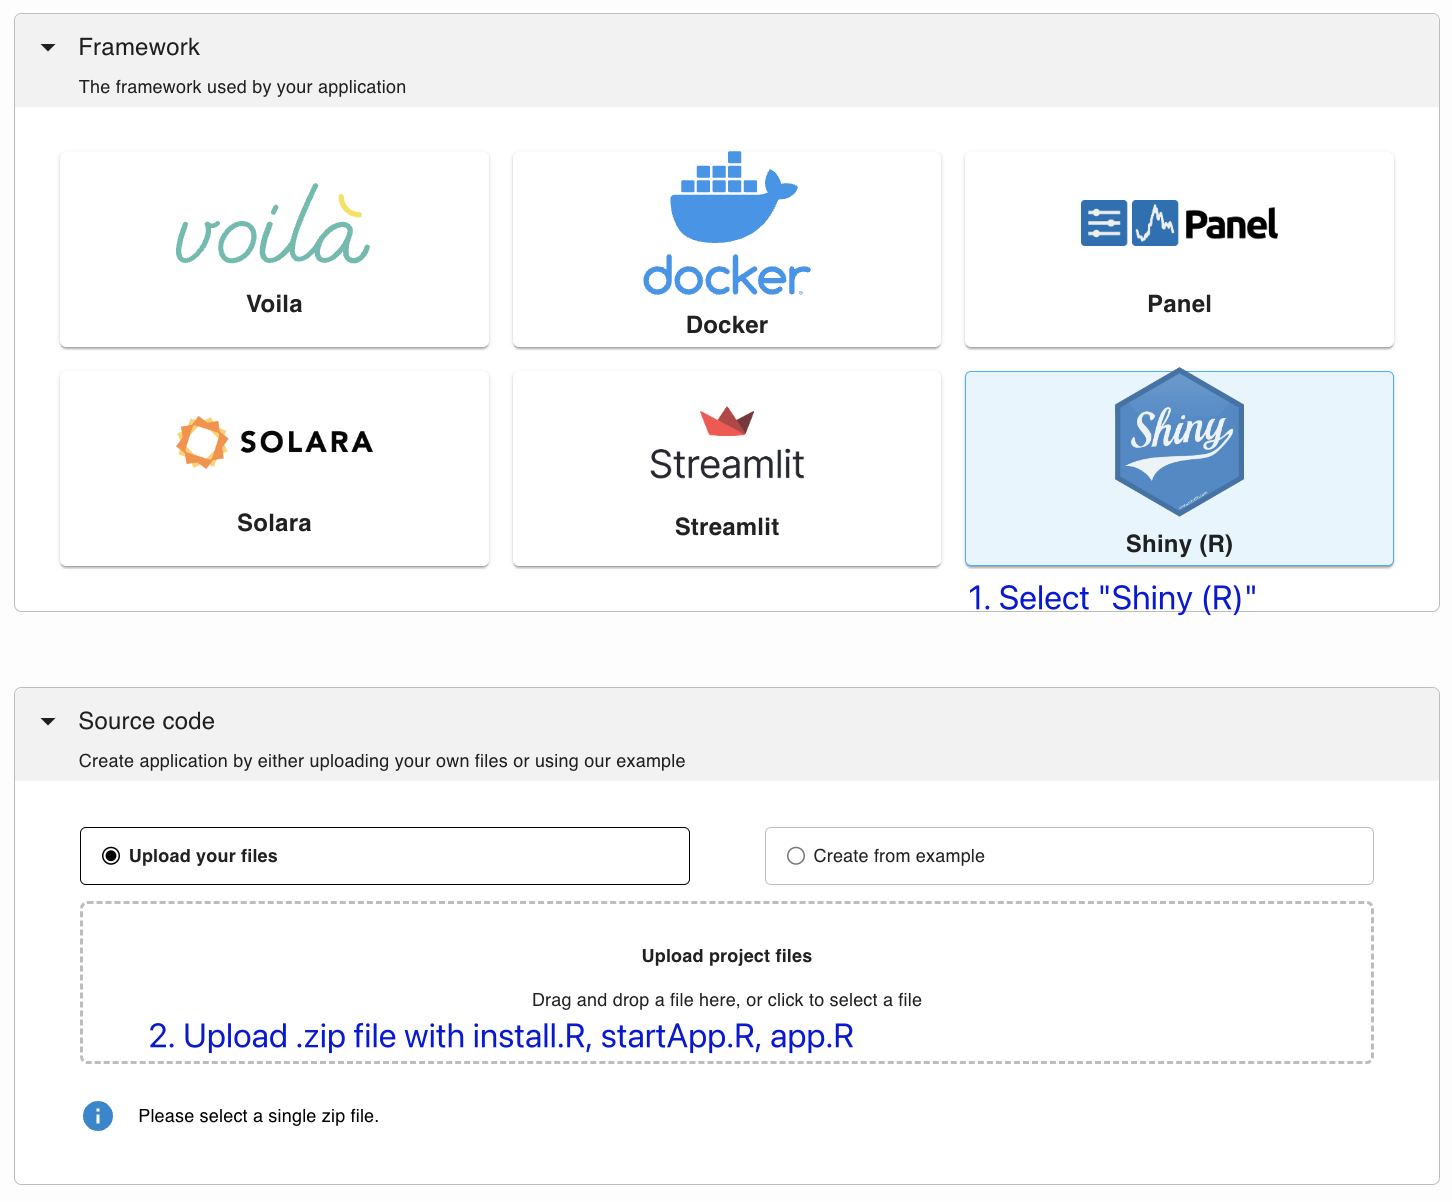 Framework
The framework used by your application
voilà
Voila
docker
Docker
Panel
Panel
SOLARA
Solara
Streamlit
Streamlit
Shiny
Shiny (R)
1. Select "Shiny (R)"
Source code
Create application by either uploading your own files or using our example
Upload your files
Create from example
Upload project files
Drag and drop a file here, or click to select a file
2. Upload .zip file with install.R, startApp.R, app.R
Please select a single zip file.